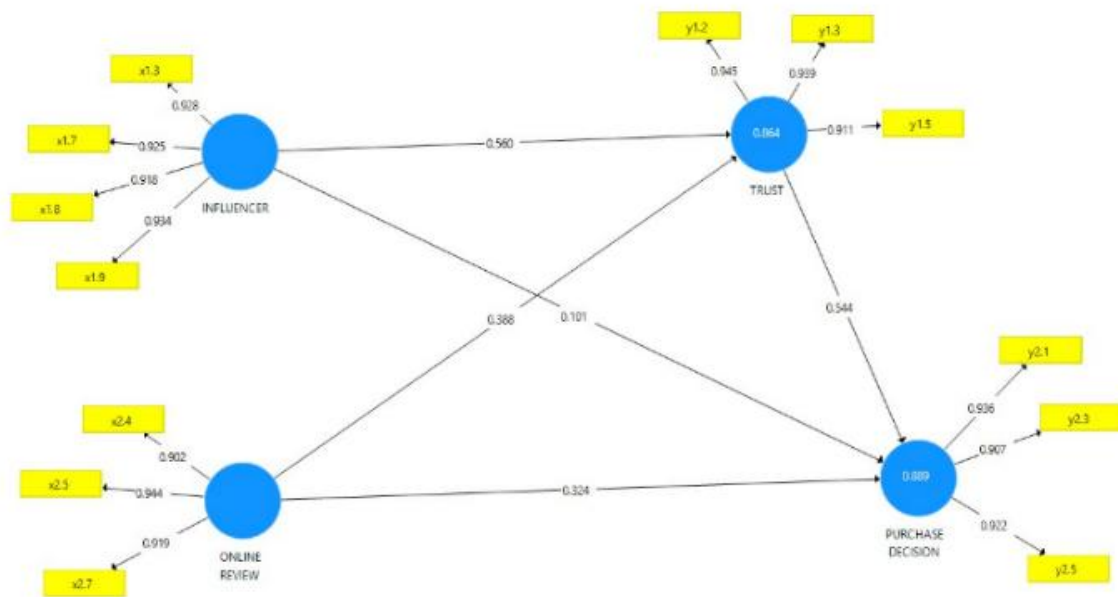 y1.2
y1.3
x1.3
0.945
0.939
0.928
x1.7
0.925
0.560
0.864
0.911
y1.5
0.918
x1.8
INFLUENCER
TRUST
0.934
x1.9
0.388
0.101
0.544
y2.1
0.936
x2.4
0.902
y2.3
0.907
x2.5
0.944
0.324
0.889
0.919
0.922
x2.7
ONLINE
REVIEW
PURCHASE
DECISION
y2.5